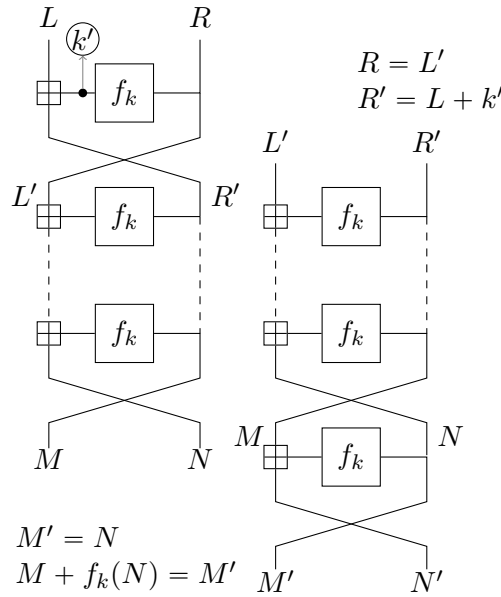 L R
k'
f_k
R = L'
R' = L + k'
L' R'
L' R'
f_k f_k
f_k f_k
M N
M N
f_k
M' = N
M + f_k(N) = M'
M' N'